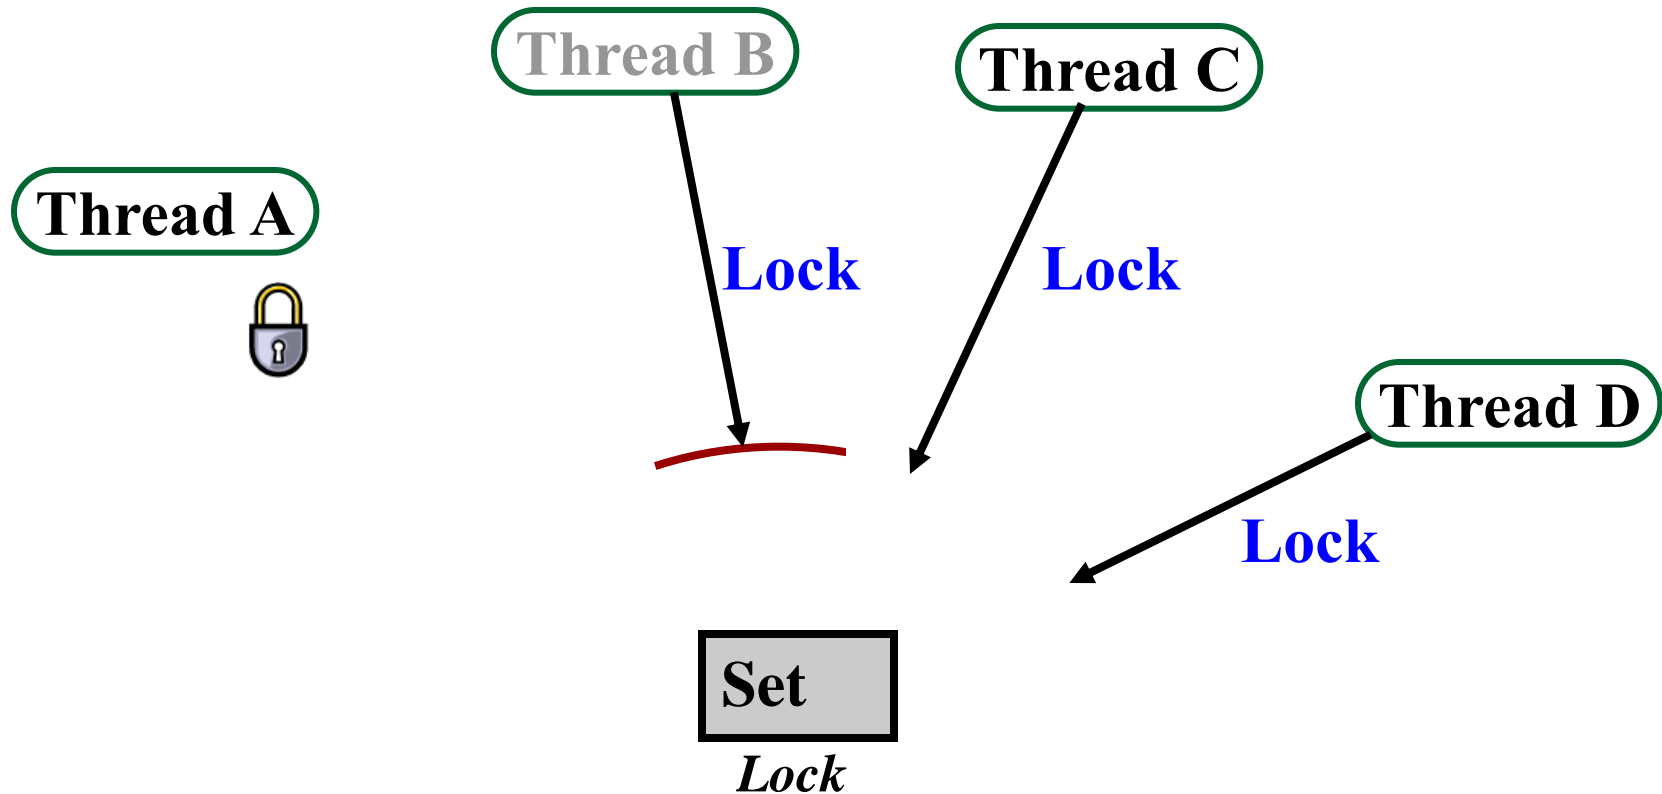 Thread B
Thread C
Thread A
Lock
Lock
Thread D
Lock
Set
Lock